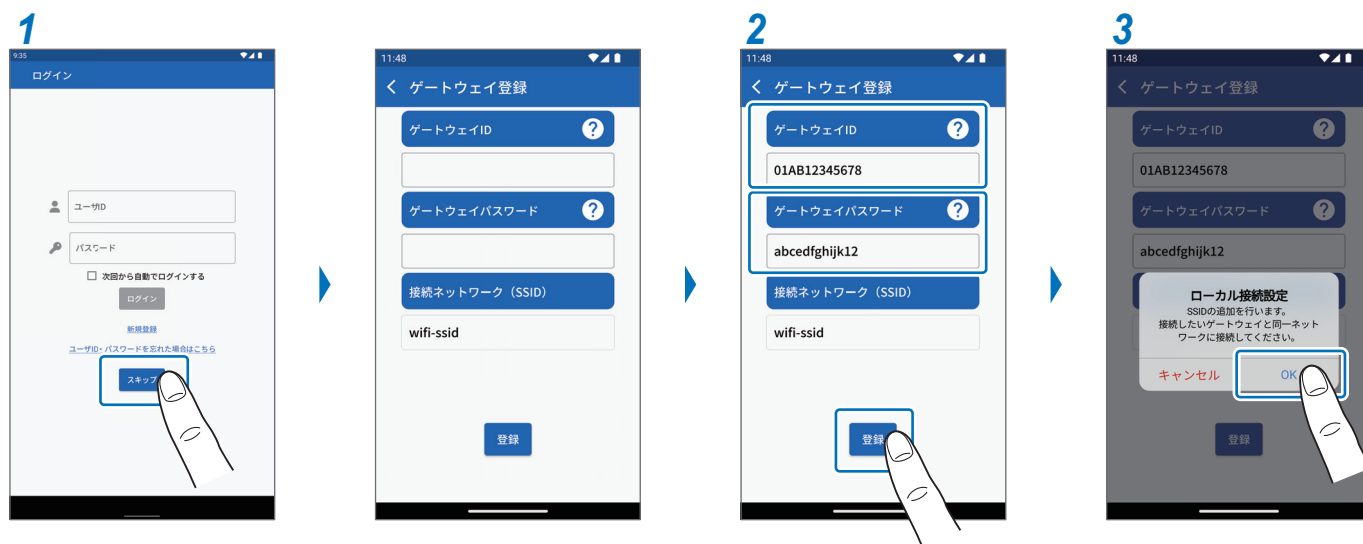 1
9:35
ログイン
ユーザID
パスワード
次回から自動でログインする
ログイン
新規登録
ユーザID・パスワードを忘れた場合はこちら
スキップ
11:48
ゲートウェイ登録
ゲートウェイID
?
ゲートウェイパスワード
?
接続ネットワーク（SSID）
wifi-ssid
登録
2
11:48
ゲートウェイ登録
ゲートウェイID
?
01AB12345678
ゲートウェイパスワード
?
abcedfghijk12
接続ネットワーク（SSID）
wifi-ssid
登録
3
11:48
ゲートウェイ登録
ゲートウェイID
?
01AB12345678
ゲートウェイパスワード
?
abcedfghijk12
ローカル接続設定
SSIDの追加を行います。
接続したいゲートウェイと同一ネット
ワークに接続してください。
キャンセル
OK
登録